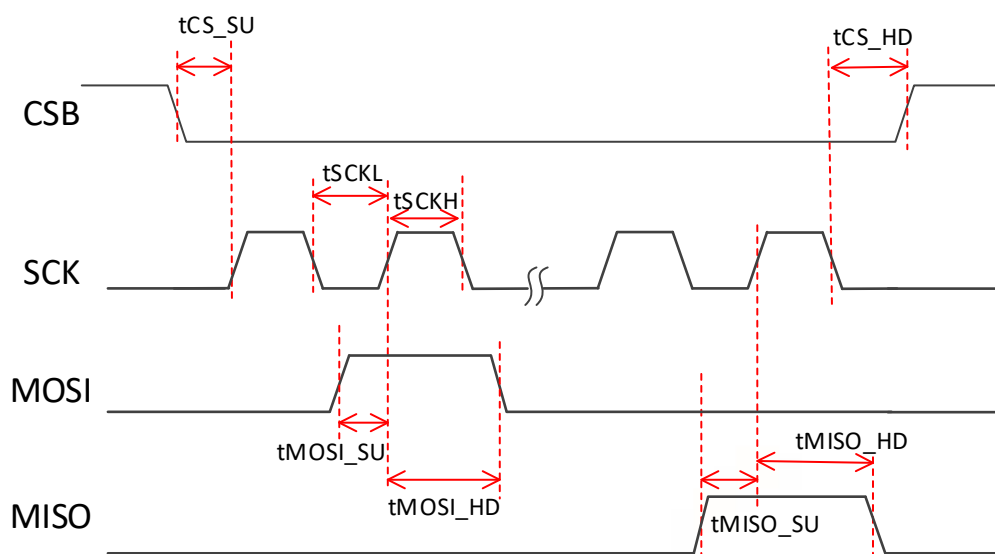 tCS_SU
tCS_HD
CSB
tSCKL
tSCKH
SCK
MOSI
tMOSI_SU
tMISO_HD
tMOSI_HD
tMISO_SU
MISO